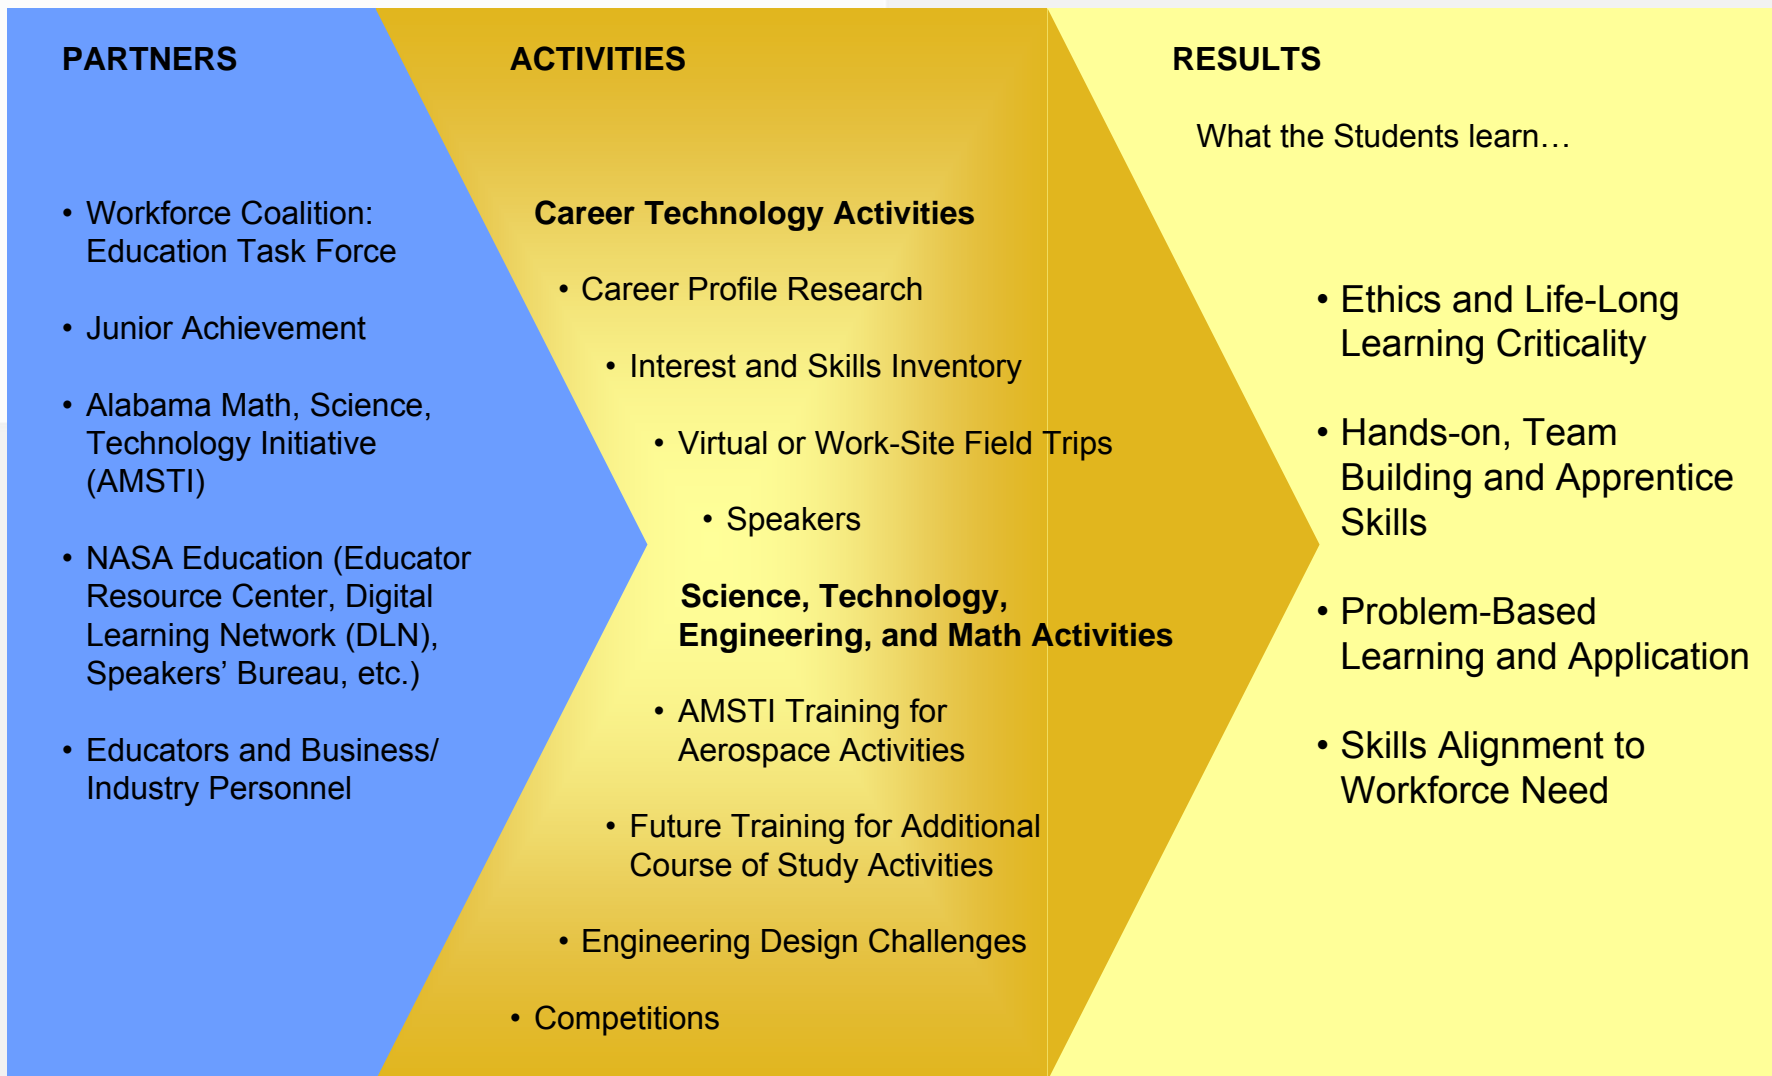 PARTNERS
• Workforce Coalition:
Education Task Force
• Junior Achievement
• Alabama Math, Science,
Technology Initiative
(AMSTI)
• NASA Education (Educator
Resource Center, Digital
Learning Network (DLN),
Speakers’ Bureau, etc.)
• Educators and Business/
Industry Personnel
ACTIVITIES
Career Technology Activities
• Career Profile Research
• Interest and Skills Inventory
• Virtual or Work-Site Field Trips
• Speakers
Science, Technology,
Engineering, and Math Activities
• AMSTI Training for
Aerospace Activities
• Future Training for Additional
Course of Study Activities
• Engineering Design Challenges
• Competitions
RESULTS
What the Students learn…
• Ethics and Life-Long
Learning Criticality
• Hands-on, Team
Building and Apprentice
Skills
• Problem-Based
Learning and Application
• Skills Alignment to
Workforce Need